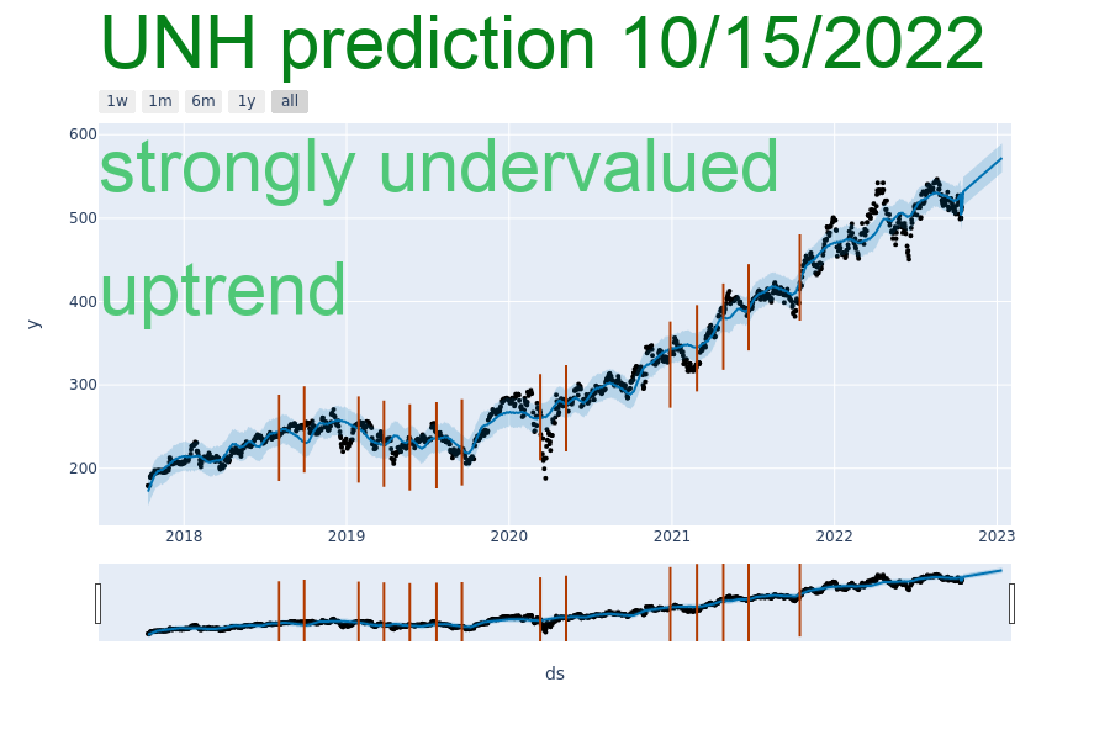 UNH prediction 10/15/2022
1w 1m 6m 1y all
600
strongly undervalued
500
uptrend
400
y
300
200
2018 2019 2020 2021 2022 2023
ds